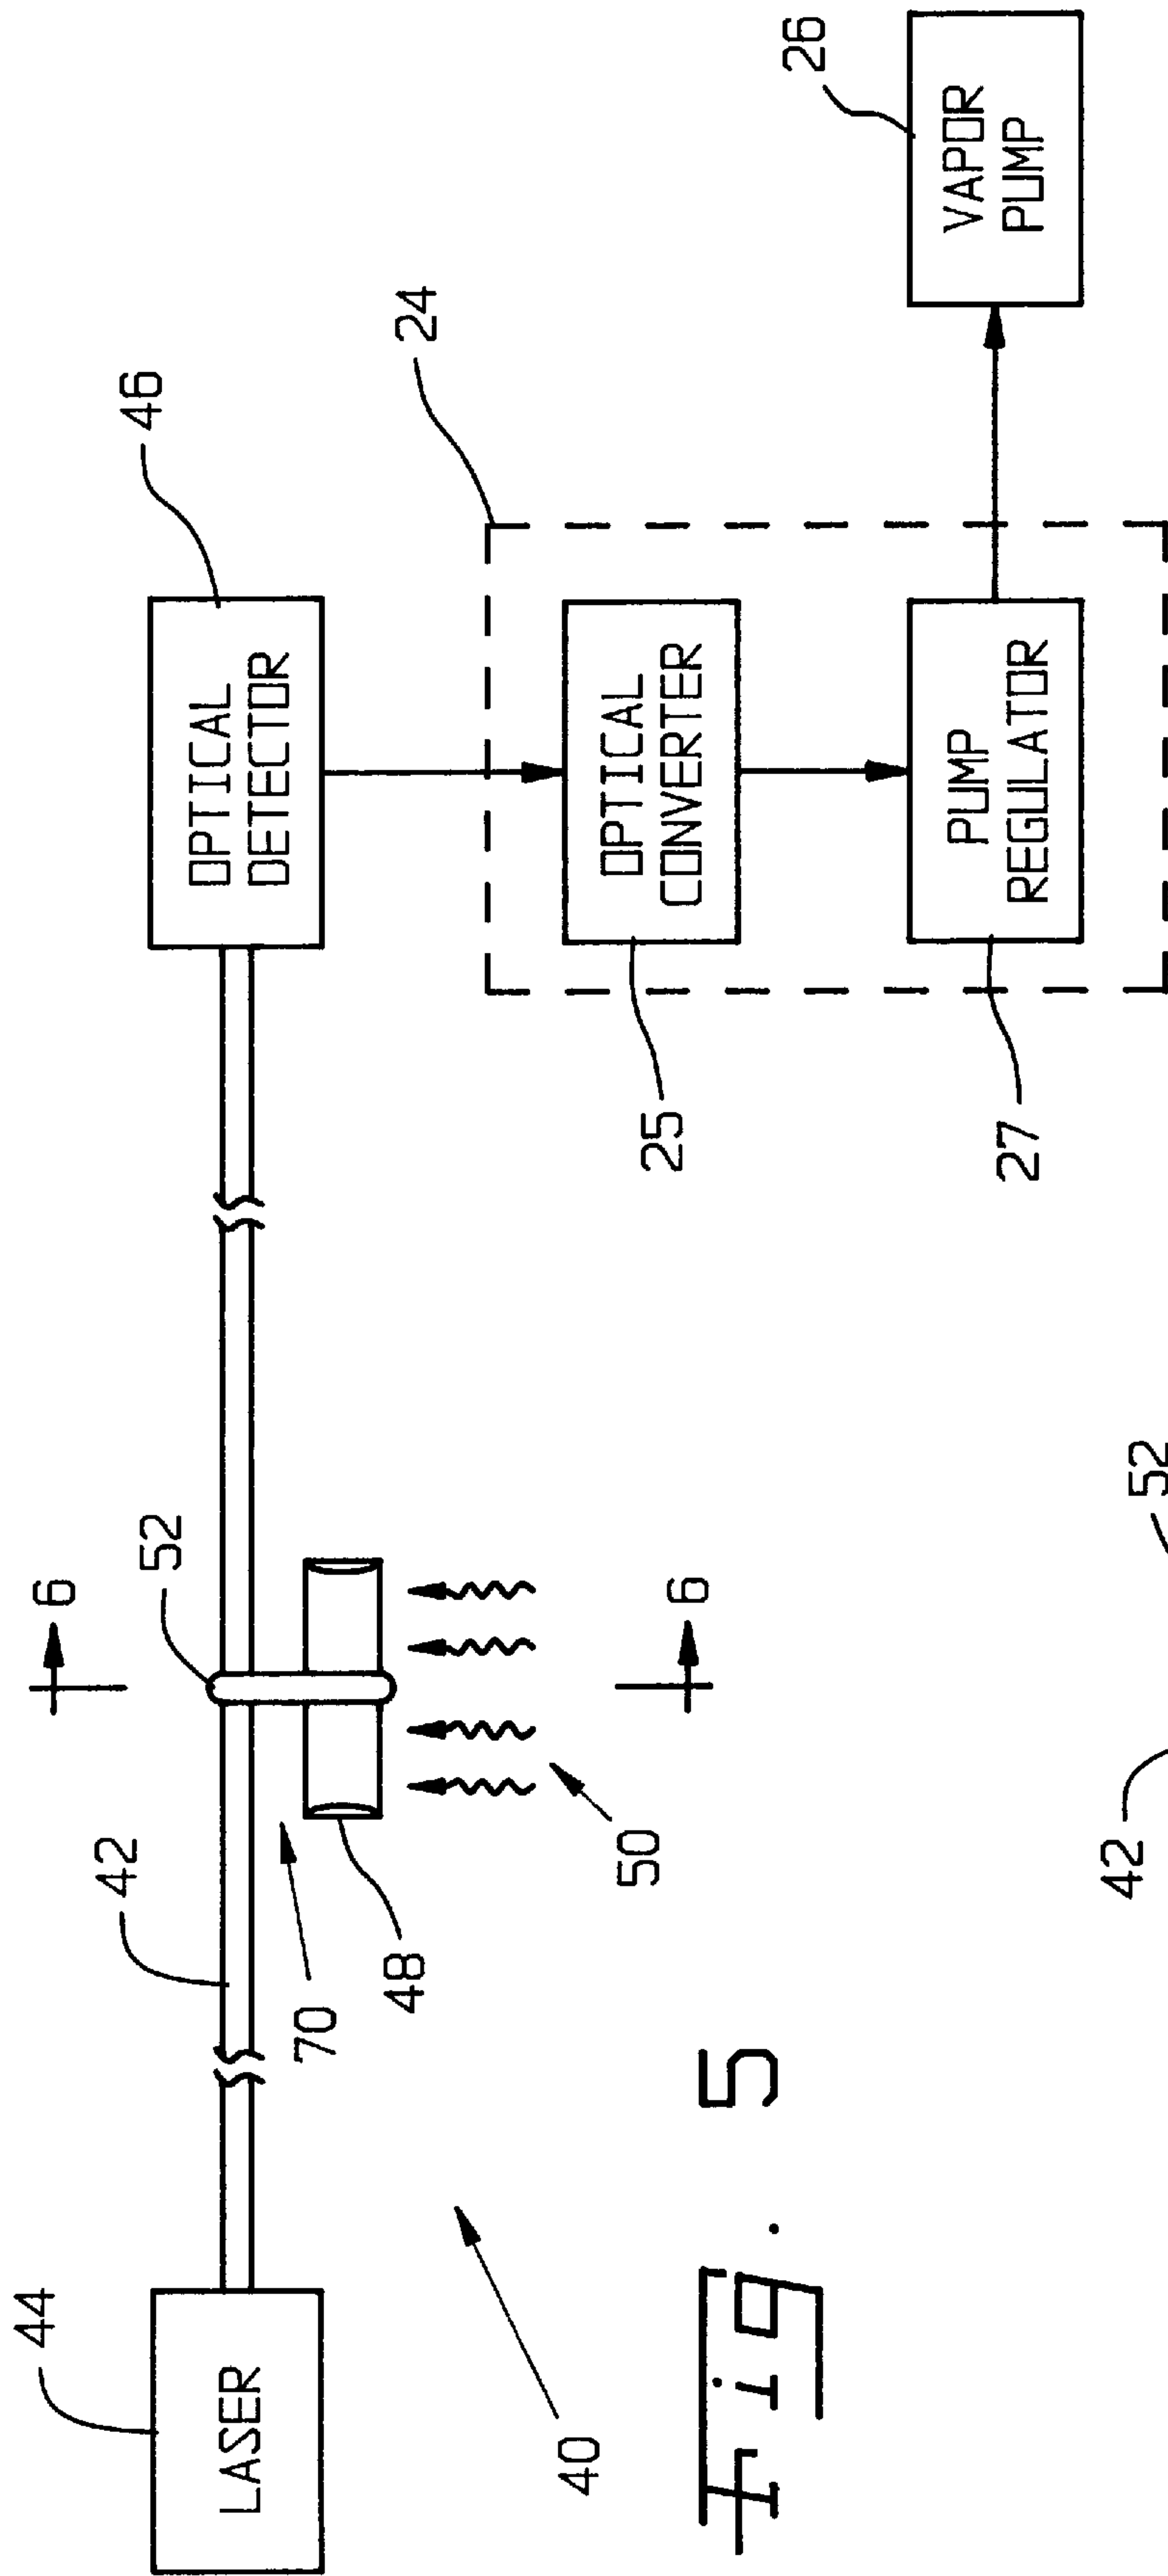 44
LASER
42
52
6
46
OPTICAL
DETECTOR
70
48
50
6
40
24
25
OPTICAL
CONVERTER
26
27
PUMP
REGULATOR
VAPOR
PUMP
Fig. 5
42
52